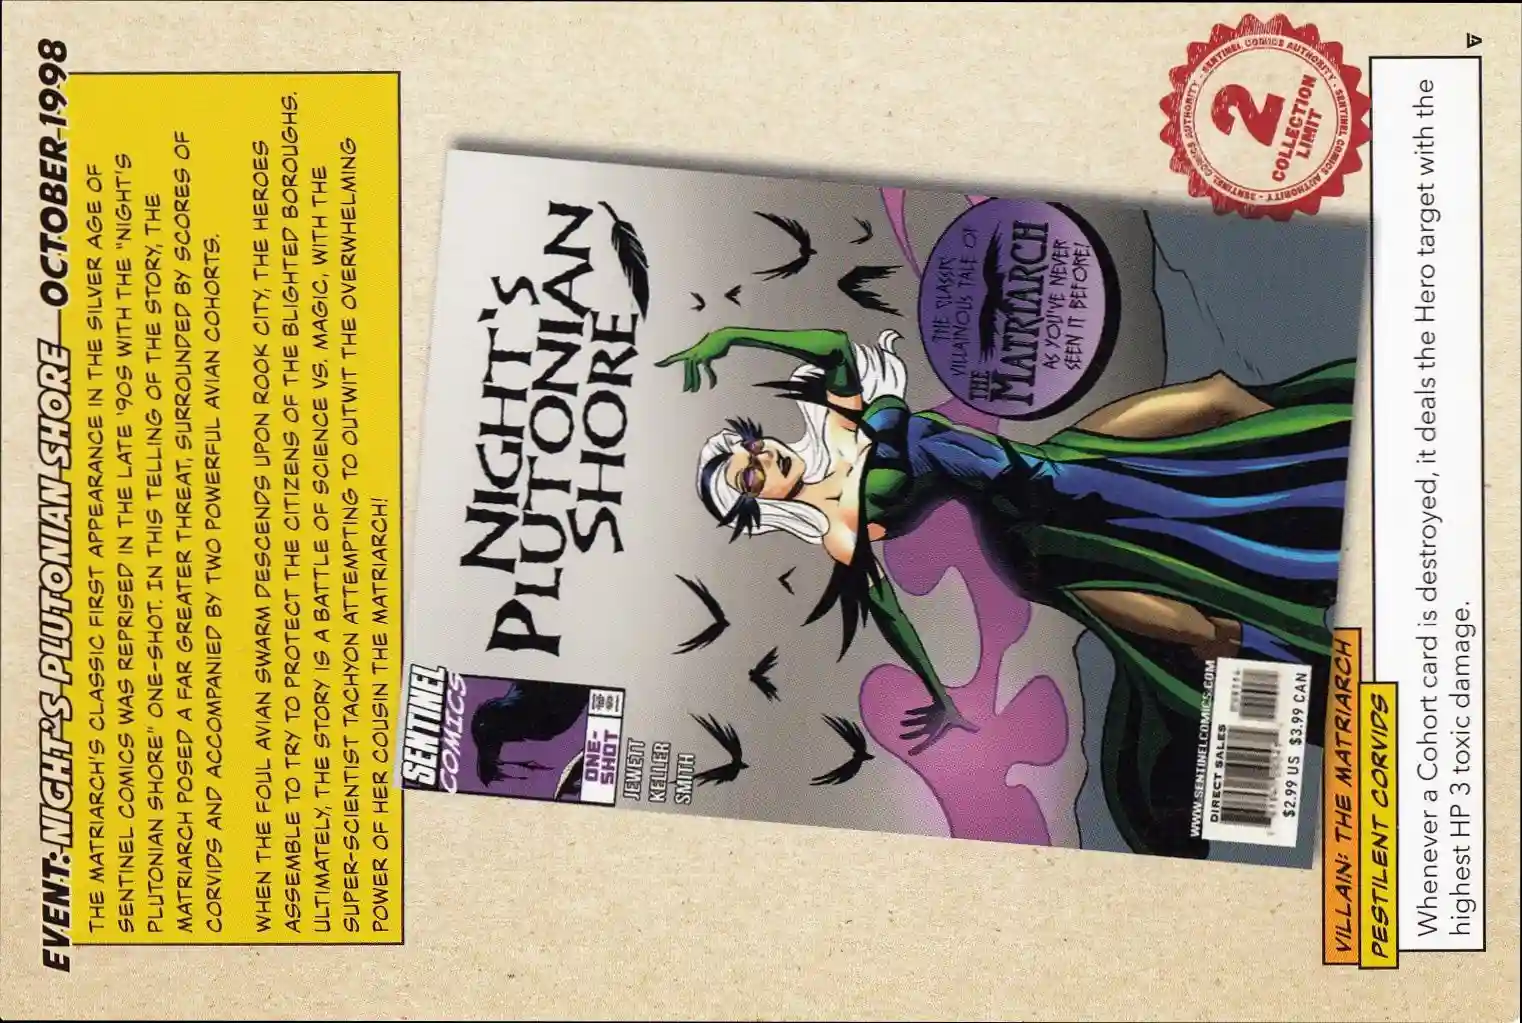 EVENT: NIGHT'S PLUTONIAN SHORE—OCTOBER 1998
THE MATRIARCH'S CLASSIC FIRST APPEARANCE IN THE SILVER AGE OF
SENTINEL COMICS WAS REPRISED IN THE LATE '90S WITH THE "NIGHT'S
PLUTONIAN SHORE" ONE-SHOT. IN THIS TELLING OF THE STORY, THE
MATRIARCH POSED A FAR GREATER THREAT, SURROUNDED BY SCORES OF
CORVIDS AND ACCOMPANIED BY TWO POWERFUL AVIAN COHORTS.
WHEN THE FOUL AVIAN SWARM DESCENDS UPON ROOK CITY, THE HEROES
ASSEMBLE TO TRY TO PROTECT THE CITIZENS OF THE BLIGHTED BOROUGHS.
ULTIMATELY, THE STORY IS A BATTLE OF SCIENCE VS. MAGIC, WITH THE
SUPER-SCIENTIST TACHYON ATTEMPTING TO OUTWIT THE OVERWHELMING
POWER OF HER COUSIN THE MATRIARCH!
SENTINEL
COMICS
ONE-
SHOT
JEWETT
KELLER
SMITH
NIGHT'S
PLUTONIAN
SHORE
THE CLASSIC
VILLAINOUS TALE OF
THE
MATRIARCH
AS YOU'VE NEVER
SEEN IT BEFORE!
WWW.SENTINELCOMICS.COM
DIRECT SALES
$2.99 US $3.99 CAN
SENTINEL COMICS AUTHORITY · SENTINEL COMICS AUTHORITY · SENTINEL COMICS AUTHORITY
2
COLLECTION
LIMIT
VILLAIN: THE MATRIARCH
PESTILENT CORVIDS
Whenever a Cohort card is destroyed, it deals the Hero target with the
highest HP 3 toxic damage.